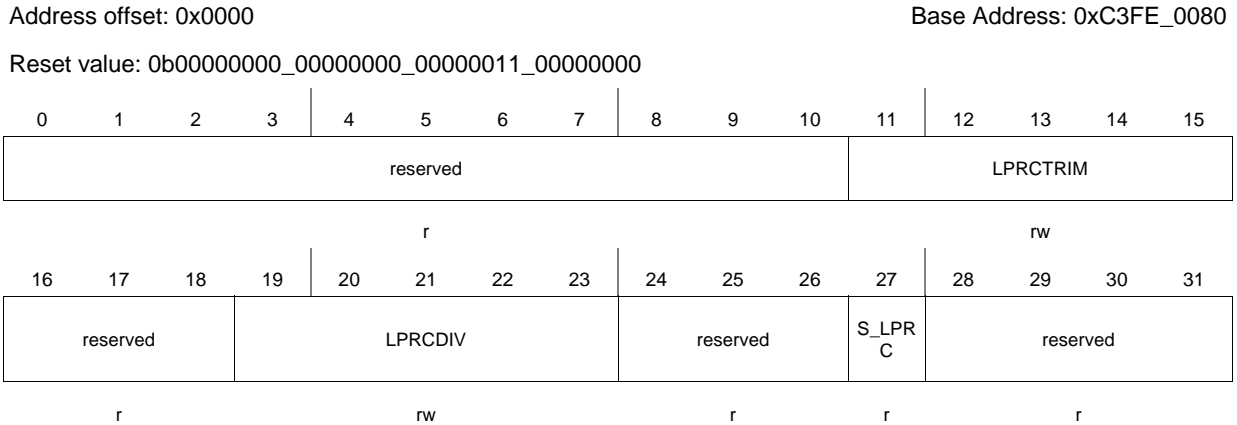 Address offset: 0x0000 Base Address: 0xC3FE_0080
Reset value: 0b00000000_00000000_00000011_00000000
0 1 2 3 4 5 6 7 8 9 10 11 12 13 14 15
reserved LPRCTRIM
r rw
16 17 18 19 20 21 22 23 24 25 26 27 28 29 30 31
reserved LPRCDIV reserved S_LPR C reserved
r rw r r r